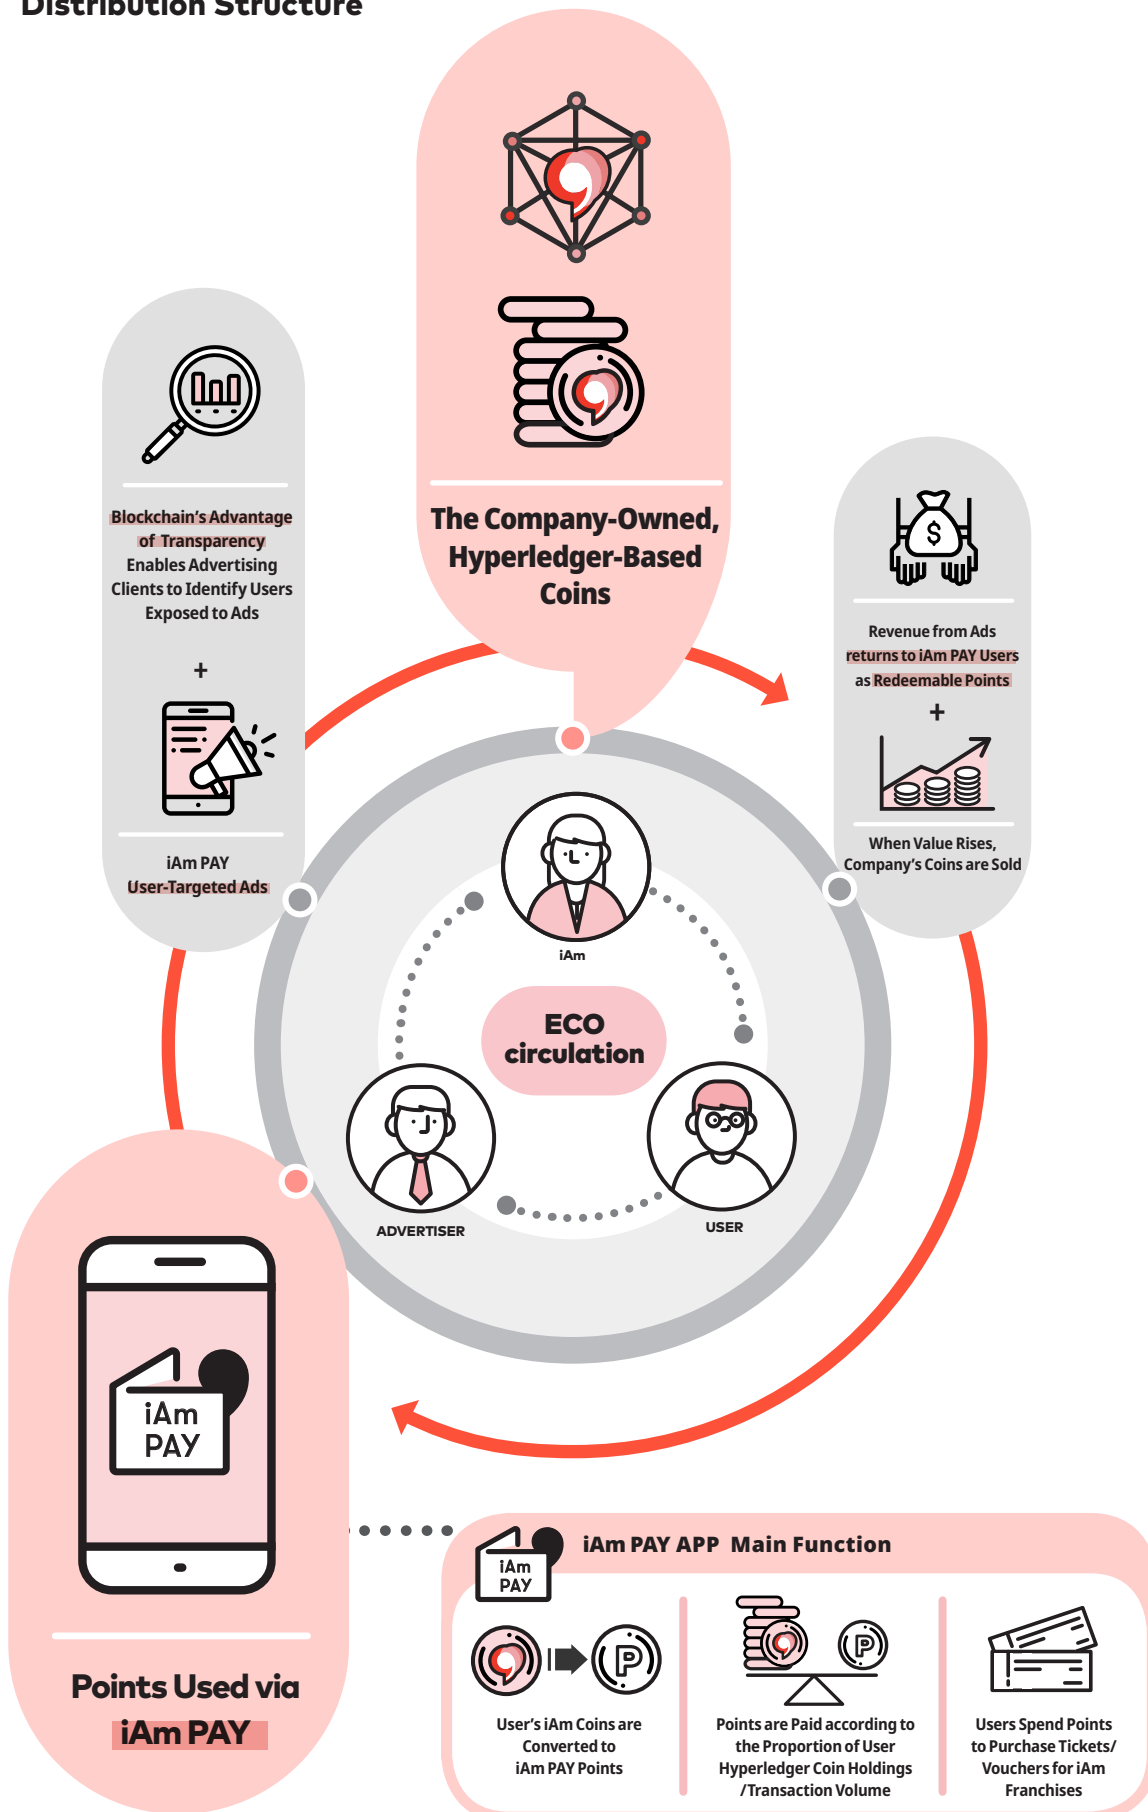 Distribution Structure
The Company-Owned,
Hyperledger-Based
Coins
Blockchain's Advantage
of Transparency
Enables Advertising
Clients to Identify Users
Exposed to Ads
+
iAm PAY
User-Targeted Ads
$
Revenue from Ads
returns to iAm PAY Users
as Redeemable Points
+
When Value Rises,
Company's Coins are Sold
iAm
ECO
circulation
ADVERTISER
USER
iAm
PAY
Points Used via
iAm PAY
iAm
PAY
iAm PAY APP Main Function
P
P
User's iAm Coins are
Converted to
iAm PAY Points
Points are Paid according to
the Proportion of User
Hyperledger Coin Holdings
/Transaction Volume
Users Spend Points
to Purchase Tickets/
Vouchers for iAm
Franchises